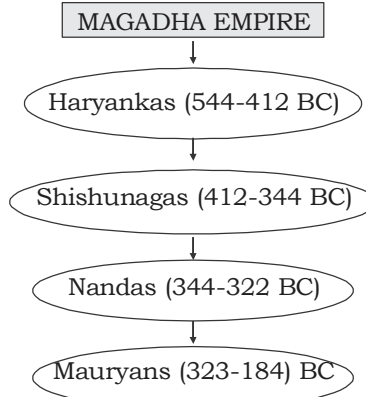 MAGADHA EMPIRE
Haryankas (544-412 BC)
Shishunagas (412-344 BC)
Nandas (344-322 BC)
Mauryans (323-184) BC